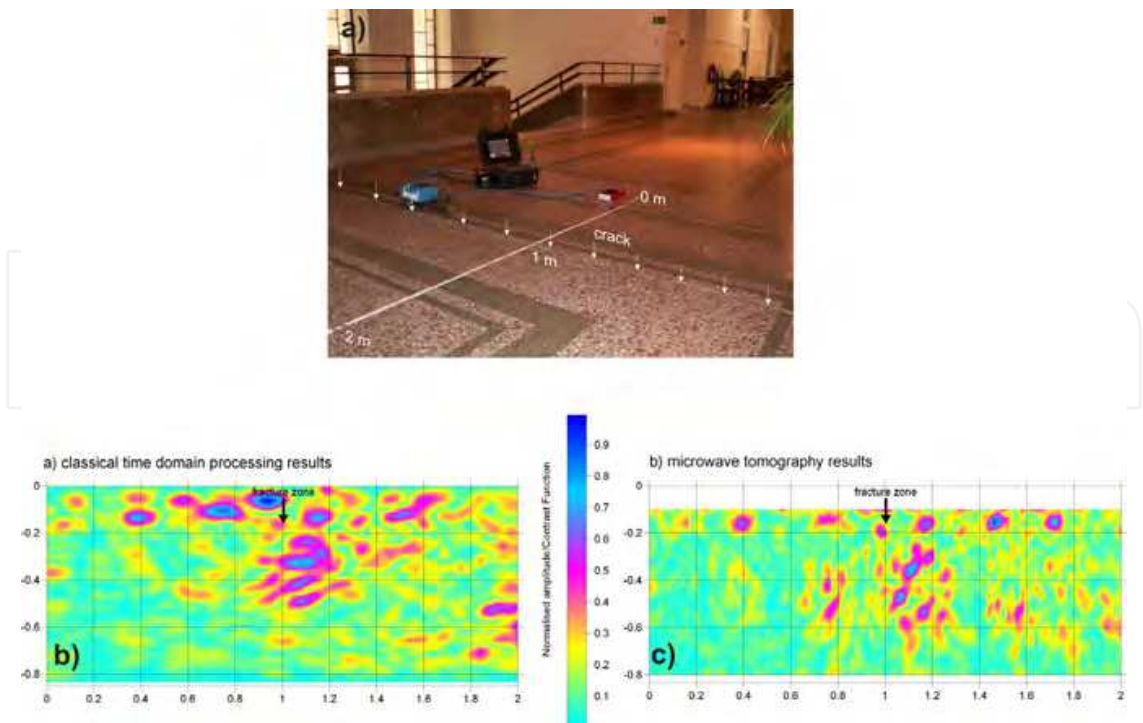 a)
0 m
crack
1 m
2 m
a) classical time domain processing results
fracture zone
0
-0.2
-0.4
-0.6
-0.8
0 0.2 0.4 0.6 0.8 1 1.2 1.4 1.6 1.8 2
b)
Normalised amplitude/Contrast Function
0.9
0.8
0.7
0.6
0.5
0.4
0.3
0.2
0.1
b) microwave tomography results
fracture zone
0
-0.2
-0.4
-0.6
-0.8
0 0.2 0.4 0.6 0.8 1 1.2 1.4 1.6 1.8 2
c)